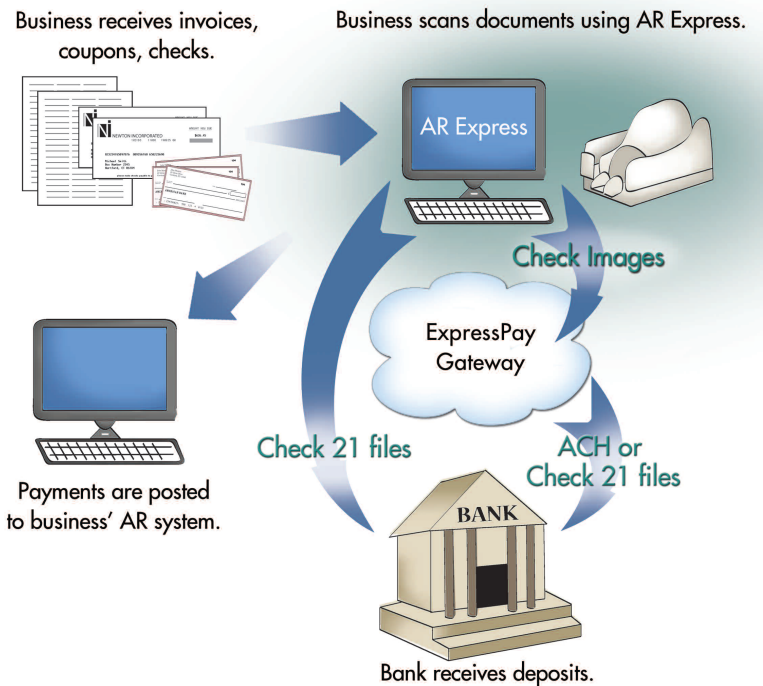 Business receives invoices,
coupons, checks.
Business scans documents using AR Express.
NEWTON INCORPORATED
AR Express
Check Images
ExpressPay
Gateway
Check 21 files
ACH or
Check 21 files
Payments are posted
to business’ AR system.
BANK
Bank receives deposits.